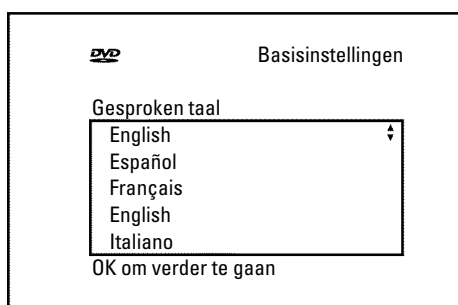 DVD Basisinstellingen
Gesproken taal
English
Español
Français
English
Italiano
OK om verder te gaan